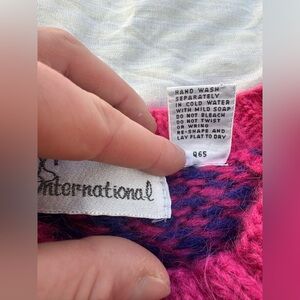 HAND WASH
SEPARATELY
IN COLD WATER
WITH MILD SOAP
DO NOT BLEACH
DO NOT TWIST
OR WRING
RE-SHAPE AND
LAY FLAT TO DRY
Q65
International